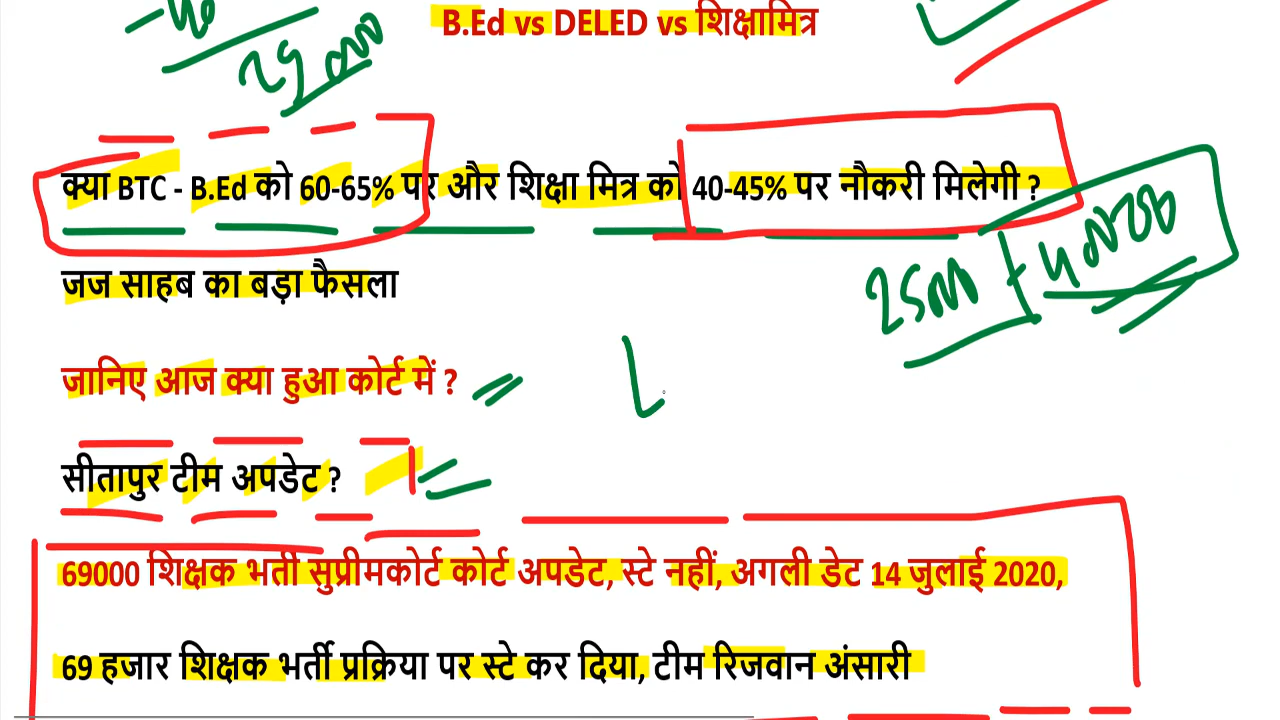 B.Ed vs DELED vs शिक्षामित्र
क्या BTC - B.Ed को 60-65% पर और शिक्षा मित्र को 40-45% पर नौकरी मिलेगी ?
जज साहब का बड़ा फैसला
जानिए आज क्या हुआ कोर्ट में ?
सीतापुर टीम अपडेट ?
69000 शिक्षक भर्ती सुप्रीमकोर्ट कोर्ट अपडेट, स्टे नहीं, अगली डेट 14 जुलाई 2020,
69 हजार शिक्षक भर्ती प्रक्रिया पर स्टे कर दिया, टीम रिजवान अंसारी